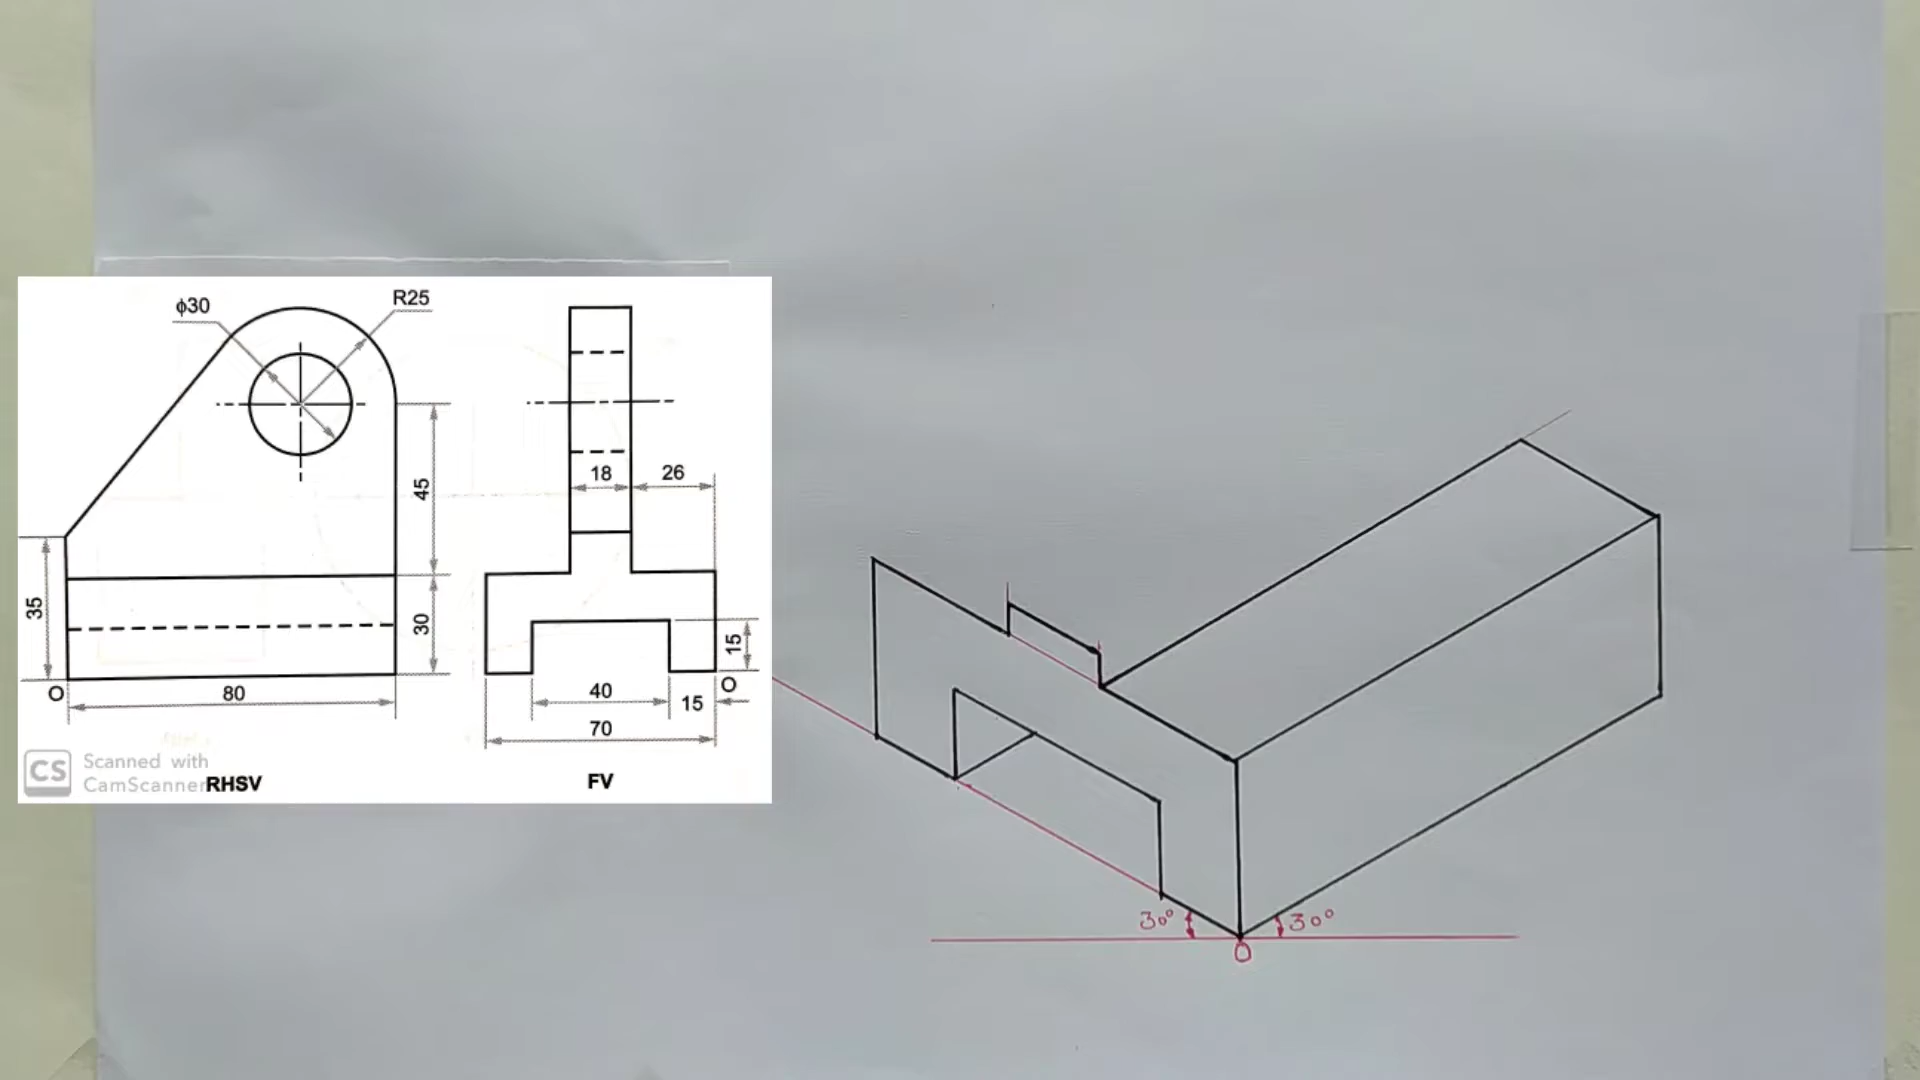 ϕ30
R25
18
26
45
35
30
15
O
80
40
15
O
70
CS
Scanned with
CamScanner
RHSV
FV
30°
30°
O